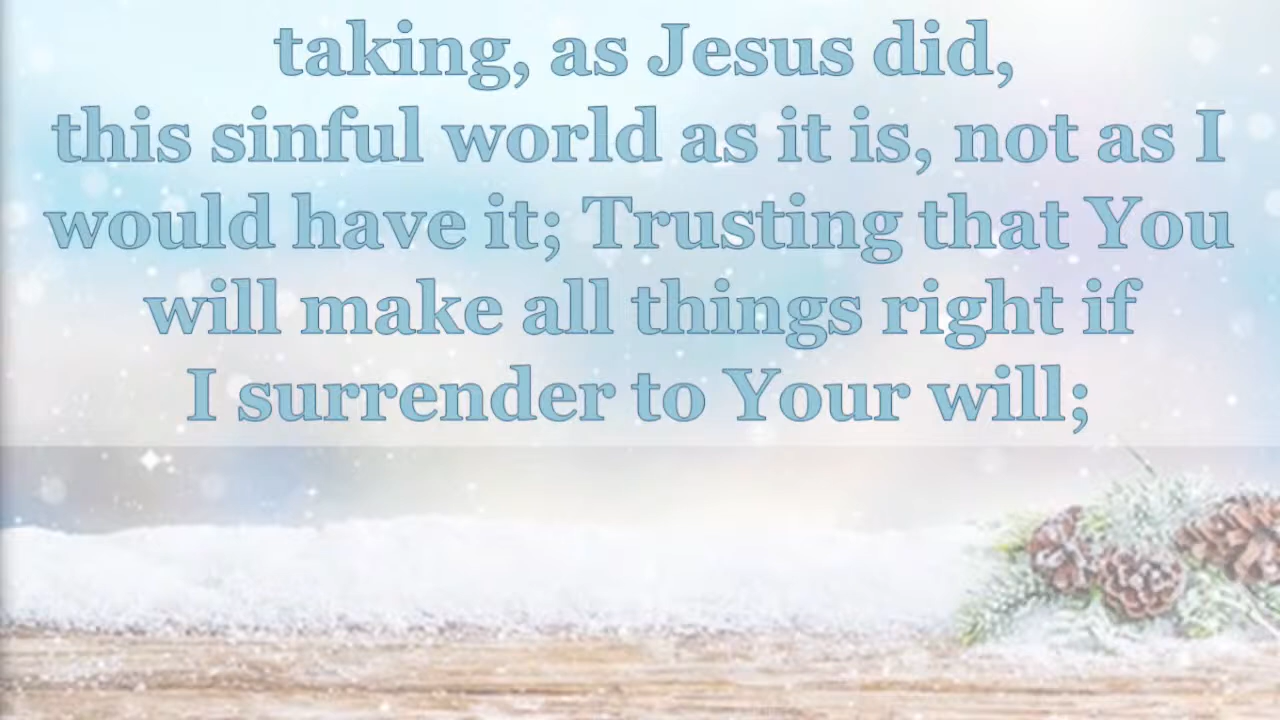 taking, as Jesus did,
this sinful world as it is, not as I
would have it; Trusting that You
will make all things right if
I surrender to Your will;